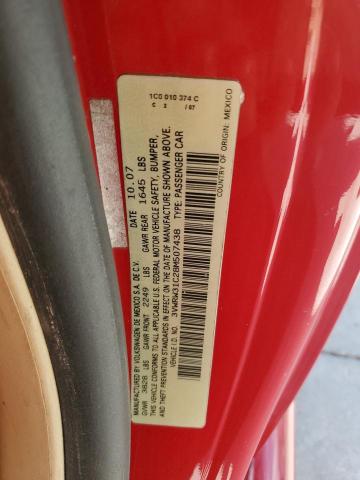 1C0 010 374 C
C 2 / 07
MANUFACTURED BY VOLKSWAGEN DE MEXICO S.A. DE C.V. DATE 10.07
GVWR 3828 LBS GAWR FRONT 2249 LBS GAWR REAR 1645 LBS
THIS VEHICLE CONFORMS TO ALL APPLICABLE U.S. FEDERAL MOTOR VEHICLE SAFETY, BUMPER,
AND THEFT PREVENTION STANDARDS IN EFFECT ON THE DATE OF MANUFACTURE SHOWN ABOVE.
VEHICLE I.D. NO.: 3VWRW31C28M507438 TYPE: PASSENGER CAR
COUNTRY OF ORIGIN: MEXICO